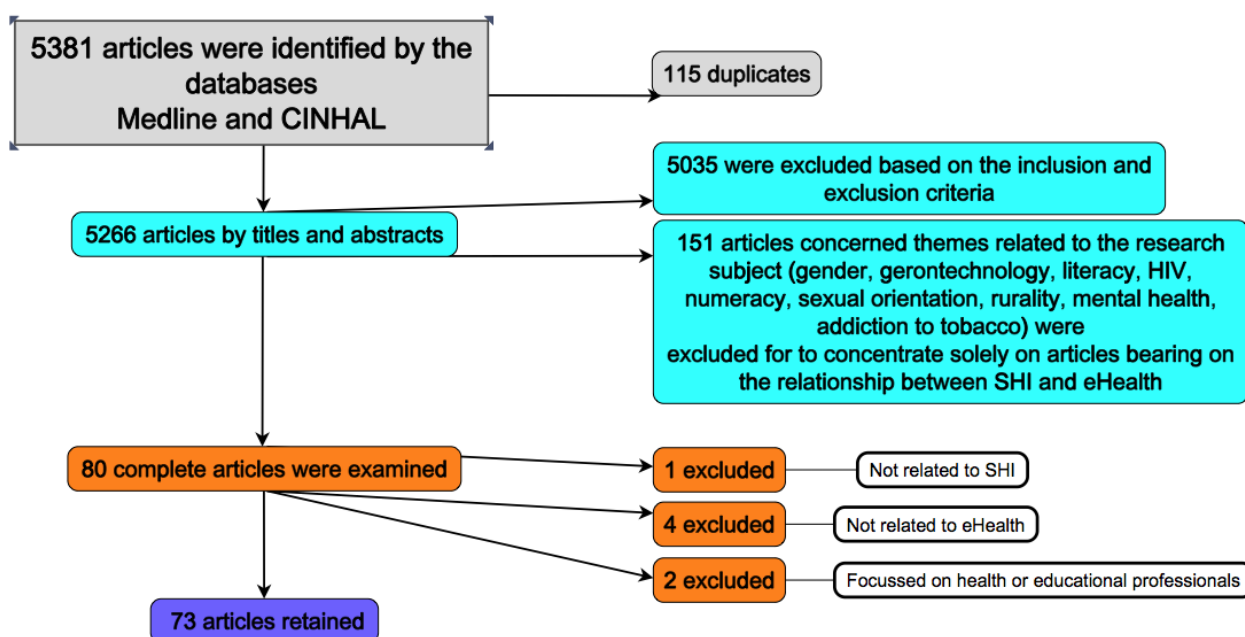 5381 articles were identified by the
databases
Medline and CINHAL
115 duplicates
5035 were excluded based on the inclusion and
exclusion criteria
5266 articles by titles and abstracts
151 articles concerned themes related to the research
subject (gender, gerontechnology, literacy, HIV,
numeracy, sexual orientation, rurality, mental health,
addiction to tobacco) were
excluded for to concentrate solely on articles bearing on
the relationship between SHI and eHealth
80 complete articles were examined
1 excluded
Not related to SHI
4 excluded
Not related to eHealth
2 excluded
Focussed on health or educational professionals
73 articles retained